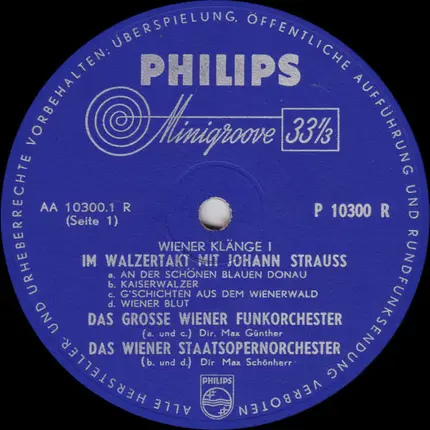 ALLE HERSTELLER- UND URHEBERRECHTE VORBEHALTEN: ÜBERSPIELUNG, ÖFFENTLICHE AUFFÜHRUNG UND RUNDFUNKSENDUNG VERBOTEN
PHILIPS
Minigroove 33⅓
AA 10300.1 R
(Seite 1)
P 10300 R
WIENER KLÄNGE I
IM WALZERTAKT MIT JOHANN STRAUSS
a. AN DER SCHÖNEN BLAUEN DONAU
b. KAISERWALZER
c. G'SCHICHTEN AUS DEM WIENERWALD
d. WIENER BLUT
DAS GROSSE WIENER FUNKORCHESTER
(a. und c.) Dir. Max Günther
DAS WIENER STAATSOPERNORCHESTER
(b. und d.) Dir Max Schönherr
PHILIPS